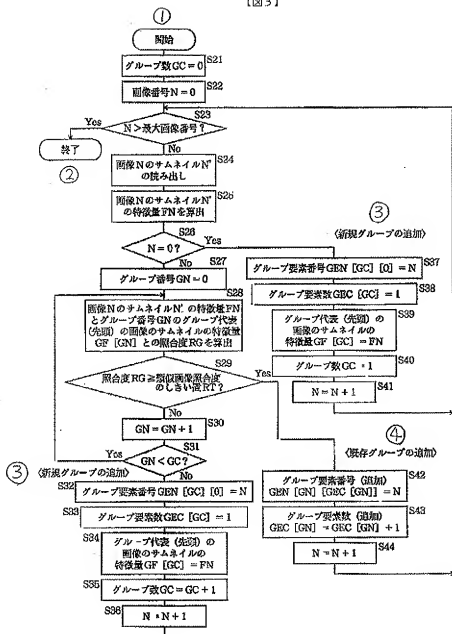 [図3]
①
開始
グループ数GC=0
S21
画像番号N=0
S22
S23
Yes
N>最大画像番号?
終了
②
No
S24
画像NのサムネイルN'
の読み出し
S25
画像NのサムネイルN'
の特徴量FNを算出
S26
N=0?
Yes
No
S27
グループ番号GN=0
S28
画像NのサムネイルN'の特徴量FN
とグループ番号GNのグループ代表
(先頭)の画像のサムネイルの特徴量
GF[GN]との照合度RGを算出
S29
照合度RG≧類似画像照合度
のしきい値RT?
Yes
No
S30
GN=GN+1
S31
Yes
GN<GC?
No
③
〈新規グループの追加〉
S32
グループ要素番号GEN[GC][0]=N
S33
グループ要素数GEC[GC]=1
S34
グループ代表(先頭)の
画像のサムネイルの
特徴量GF[GC]=FN
S35
グループ数GC=GC+1
S36
N=N+1
③
〈新規グループの追加〉
S37
グループ要素番号GEN[GC][0]=N
S38
グループ要素数GEC[GC]=1
S39
グループ代表(先頭)の
画像のサムネイルの
特徴量GF[GC]=FN
S40
グループ数GC=1
S41
N=N+1
④
〈既存グループの追加〉
S42
グループ要素番号(追加)
GEN[GN][GEC[GN]]=N
S43
グループ要素数(追加)
GEC[GN]=GEC[GN]+1
S44
N=N+1